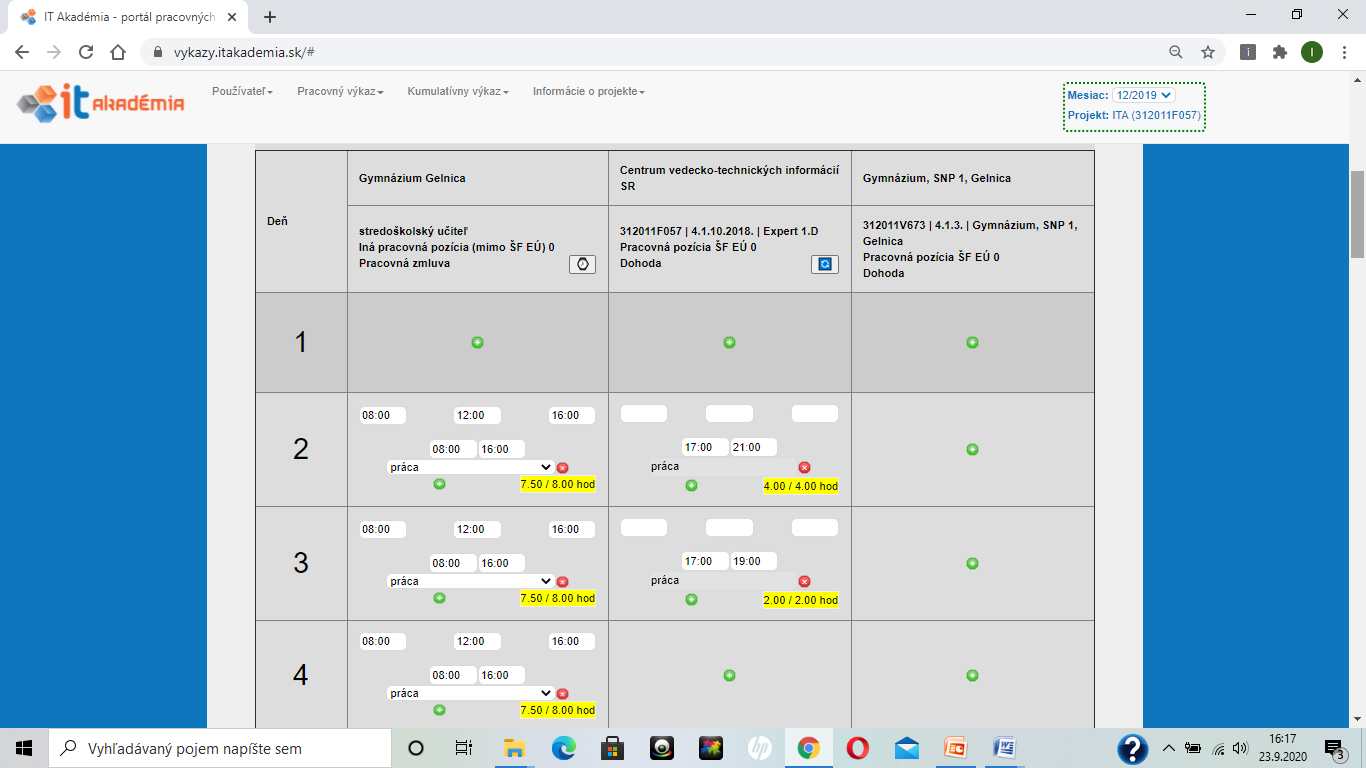 IT Akadémia - portál pracovných
vykazy.itakademia.sk/#
i
I
it akadémia
Používateľ
Pracovný výkaz
Kumulatívny výkaz
Informácie o projekte
Mesiac: 12/2019
Projekt: ITA (312011F057)
Deň
Gymnázium Gelnica
Centrum vedecko-technických informácií
SR
Gymnázium, SNP 1, Gelnica
stredoškolský učiteľ
Iná pracovná pozícia (mimo ŠF EÚ) 0
Pracovná zmluva
312011F057 | 4.1.10.2018. | Expert 1.D
Pracovná pozícia ŠF EÚ 0
Dohoda
312011V673 | 4.1.3. | Gymnázium, SNP 1,
Gelnica
Pracovná pozícia ŠF EÚ 0
Dohoda
1
2
08:00 12:00 16:00
08:00 16:00
práca
7.50 / 8.00 hod
17:00 21:00
práca
4.00 / 4.00 hod
3
08:00 12:00 16:00
08:00 16:00
práca
7.50 / 8.00 hod
17:00 19:00
práca
2.00 / 2.00 hod
4
08:00 12:00 16:00
08:00 16:00
práca
7.50 / 8.00 hod
Vyhľadávaný pojem napíšte sem
hp
?
16:17
23.9.2020
3